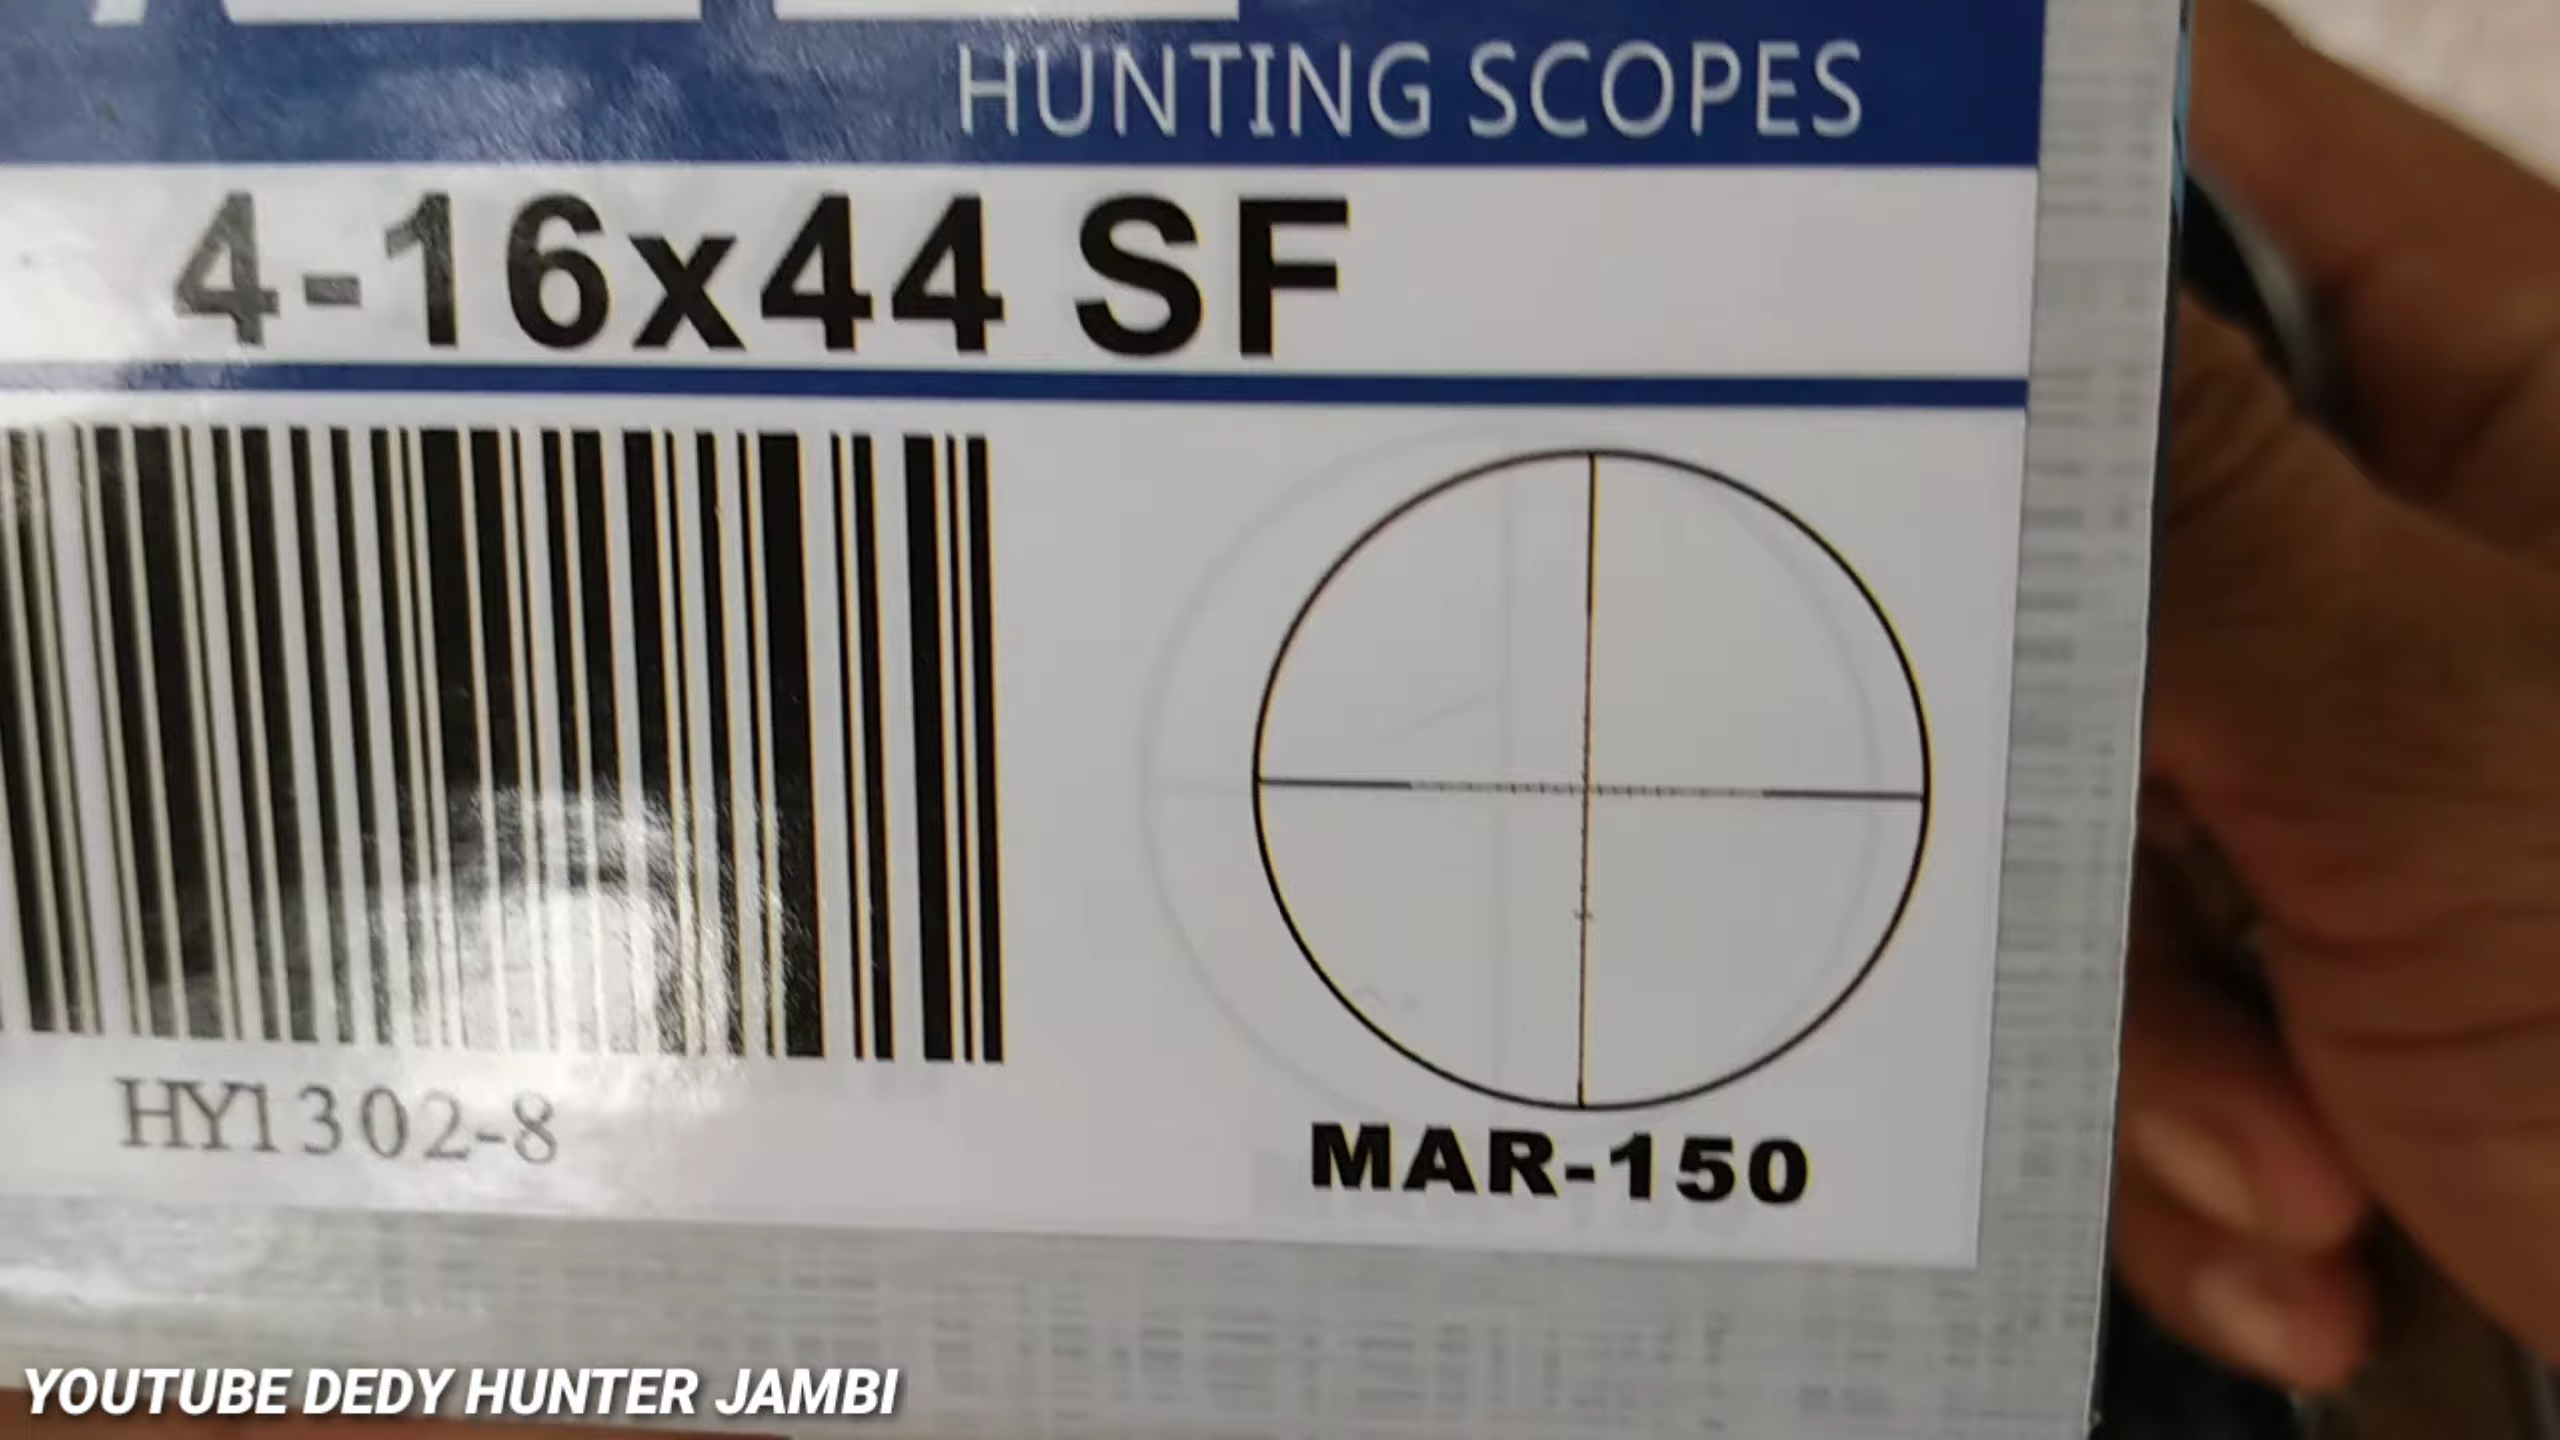 HUNTING SCOPES
4-16x44 SF
HY1302-8
MAR-150
YOUTUBE DEDY HUNTER JAMBI